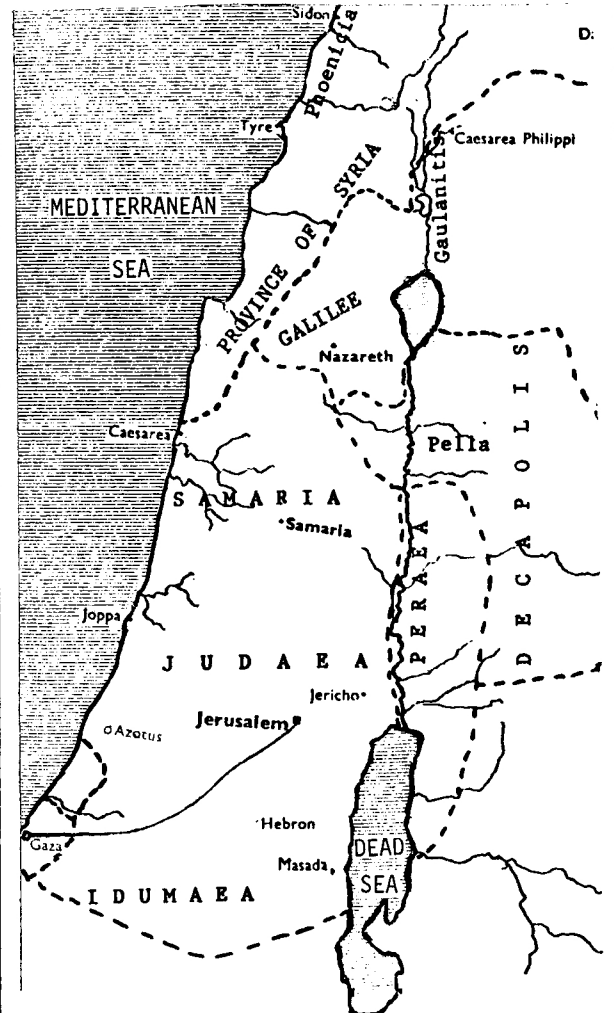 Sidon
D:
Phoenicia
Tyre
Caesarea Philippi
MEDITERRANEAN
SEA
PROVINCE OF SYRIA
Gaulanitis
GALILEE
Nazareth
Caesarea
Pella
DECAPOLIS
SAMARIA
Samaria
PERAEA
Joppa
JUDAEA
Jericho
Jerusalem
Azotus
Hebron
Gaza
DEAD
SEA
Masada
IDUMAEA